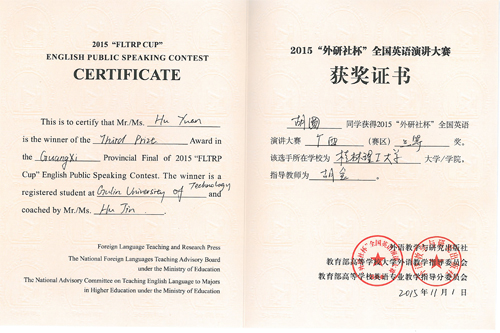 2015 "FLTRP CUP"
ENGLISH PUBLIC SPEAKING CONTEST
CERTIFICATE
This is to certify that Mr./Ms. Hu Yuan
is the winner of the Third Prize Award in
the GuangXi Provincial Final of 2015 "FLTRP
Cup" English Public Speaking Contest. The winner is a
registered student at Guilin University of Technology and
coached by Mr./Ms. Hu Jin.
Foreign Language Teaching and Research Press
The National Foreign Languages Teaching Advisory Board
under the Ministry of Education
The National Advisory Committee on Teaching English Language to Majors
in Higher Education under the Ministry of Education
2015 "外研社杯" 全国英语演讲大赛
获奖证书
胡 同学获得2015 "外研社杯" 全国英语
演讲大赛 广西 (赛区) 三等 奖。
该选手所在学校为 桂林理工大学 大学/学院,
指导教师为 胡 。
外语教学与研究出版社
教育部高等学校大学外语教学指导委员会
教育部高等学校英语专业教学指导分委员会
2015年11月1日